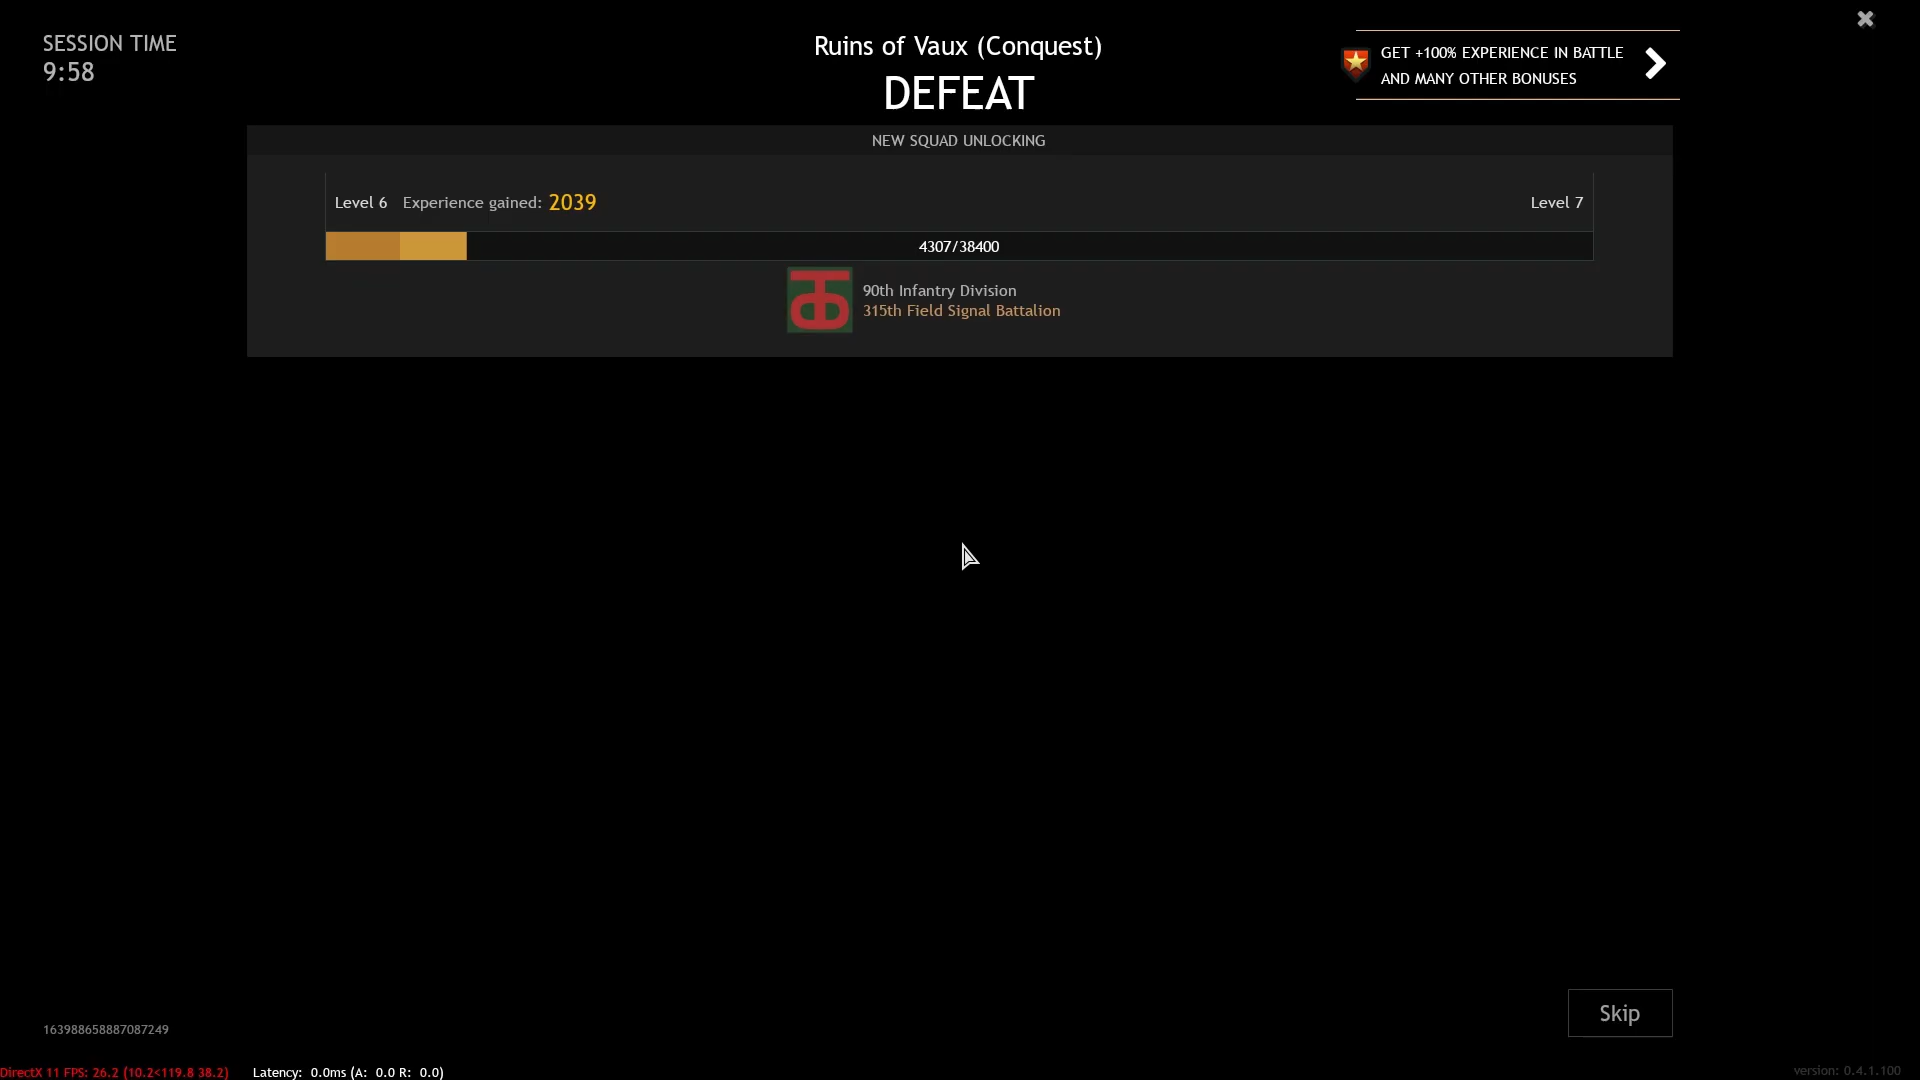 SESSION TIME
9:58
Ruins of Vaux (Conquest)
DEFEAT
GET +100% EXPERIENCE IN BATTLE
AND MANY OTHER BONUSES
NEW SQUAD UNLOCKING
Level 6 Experience gained: 2039
Level 7
4307/38400
90th Infantry Division
315th Field Signal Battalion
Skip
163988658887087249
DirectX 11 FPS: 26.2 (10.2<119.8 38.2)
Latency: 0.0ms (A: 0.0 R: 0.0)
version: 0.4.1.100